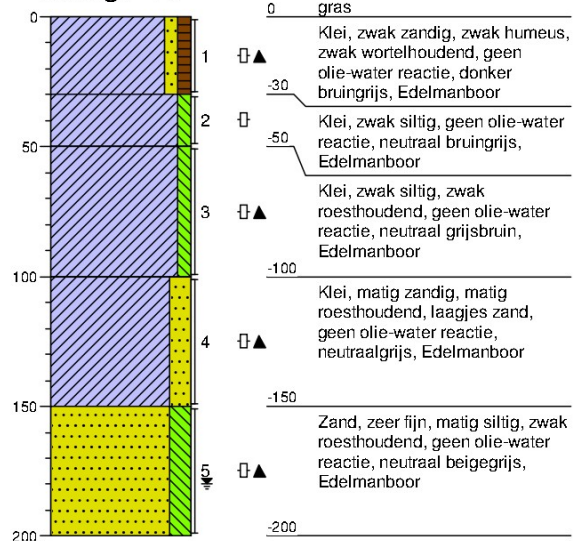 0
0
gras
1
Klei, zwak zandig, zwak humeus,
zwak wortelhoudend, geen
olie-water reactie, donker
bruingrijs, Edelmanboor
-30
2
Klei, zwak siltig, geen olie-water
reactie, neutraal bruingrijs,
Edelmanboor
50
-50
3
Klei, zwak siltig, zwak
roesthoudend, geen olie-water
reactie, neutraal grijsbruin,
Edelmanboor
100
-100
4
Klei, matig zandig, matig
roesthoudend, laagjes zand,
geen olie-water reactie,
neutraalgrijs, Edelmanboor
150
-150
5
Zand, zeer fijn, matig siltig, zwak
roesthoudend, geen olie-water
reactie, neutraal beigegrijs,
Edelmanboor
200
-200